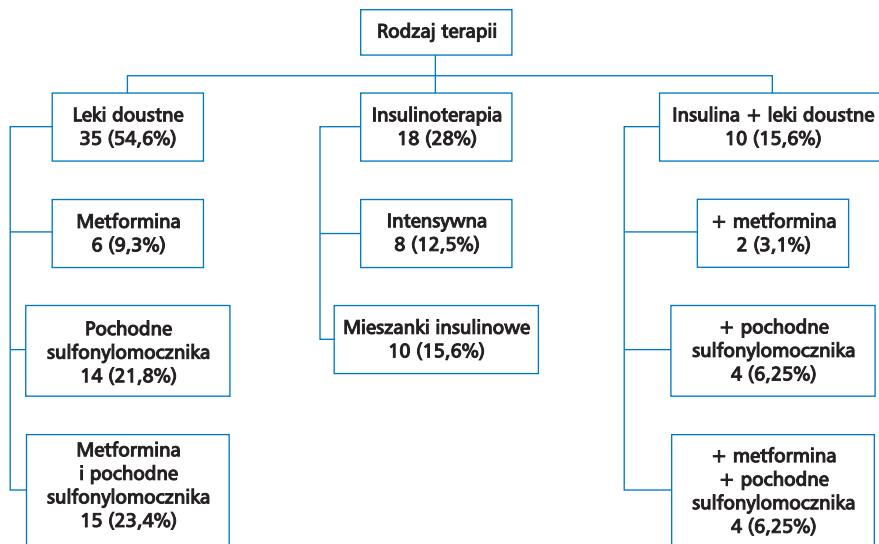 Rodzaj terapii
Leki doustne
35 (54,6%)
Metformina
6 (9,3%)
Pochodne
sulfonylomocznika
14 (21,8%)
Metformina
i pochodne
sulfonylomocznika
15 (23,4%)
Insulinoterapia
18 (28%)
Intensywna
8 (12,5%)
Mieszanki insulinowe
10 (15,6%)
Insulina + leki doustne
10 (15,6%)
+ metformina
2 (3,1%)
+ pochodne
sulfonylomocznika
4 (6,25%)
+ metformina
+ pochodne
sulfonylomocznika
4 (6,25%)